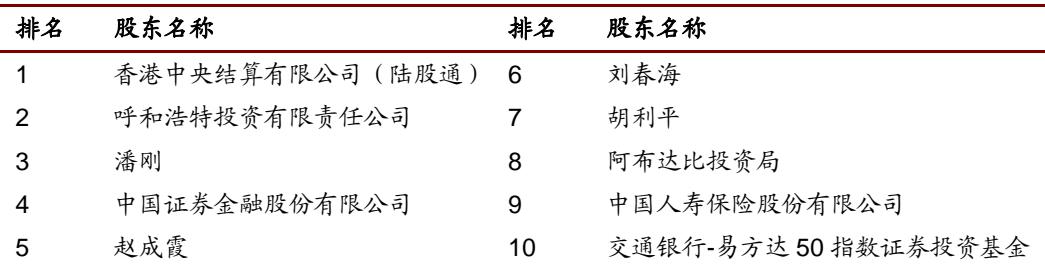 排名 股东名称 排名 股东名称
1 香港中央结算有限公司（陆股通） 6 刘春海
2 呼和浩特投资有限责任公司 7 胡利平
3 潘刚 8 阿布达比投资局
4 中国证券金融股份有限公司 9 中国人寿保险股份有限公司
5 赵成霞 10 交通银行-易方达 50 指数证券投资基金